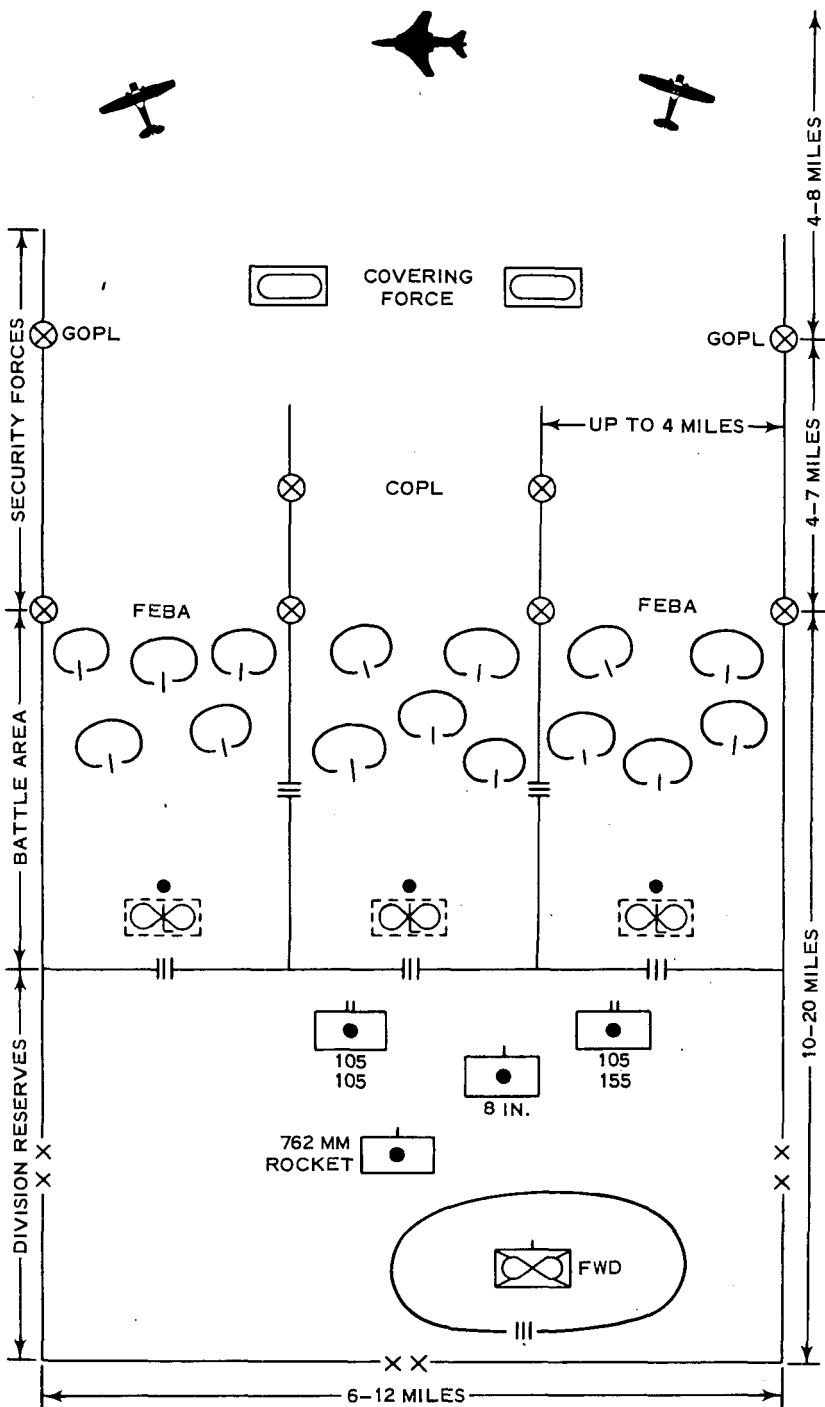 4–8 MILES
COVERING
FORCE
SECURITY FORCES
GOPL
GOPL
UP TO 4 MILES
COPL
4–7 MILES
FEBA
FEBA
BATTLE AREA
105
105
105
155
8 IN.
10–20 MILES
DIVISION RESERVES
762 MM
ROCKET
FWD
6–12 MILES